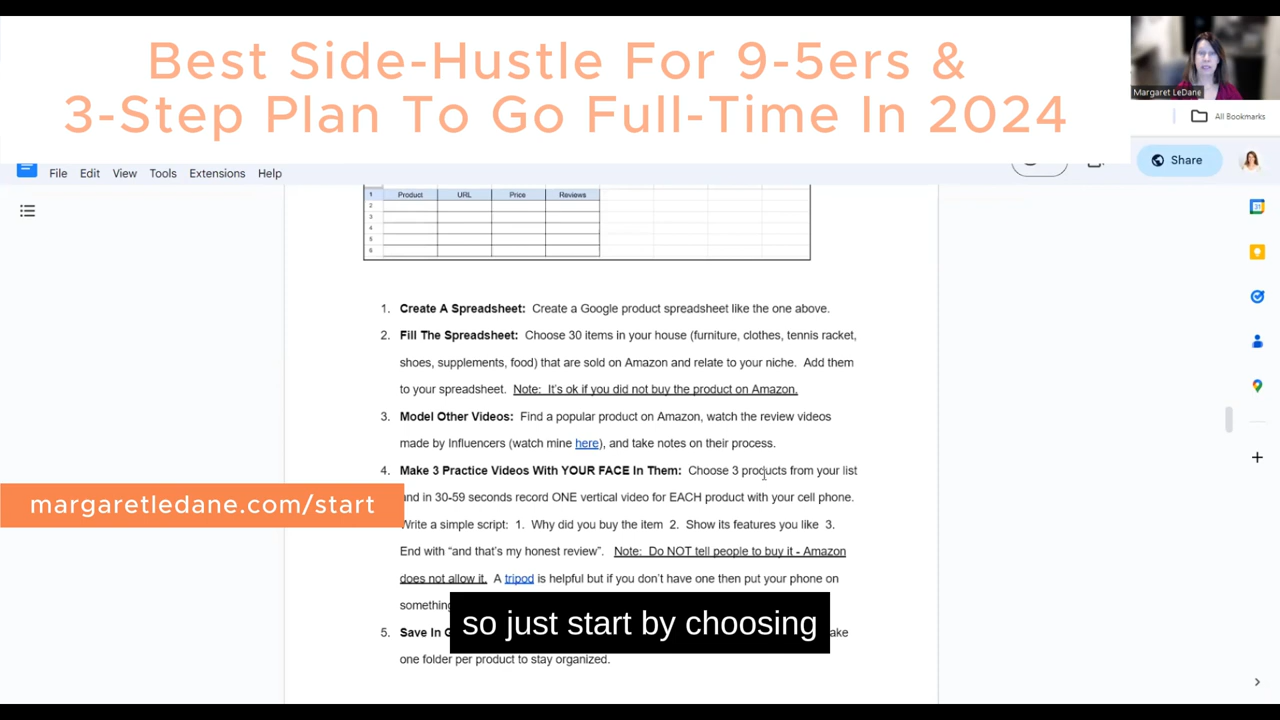 Best Side-Hustle For 9-5ers &
3-Step Plan To Go Full-Time In 2024
Margaret LeDane
All Bookmarks
File Edit View Tools Extensions Help
Share
31
1 Product URL Price Reviews
2
3
4
5
6
1. Create A Spreadsheet: Create a Google product spreadsheet like the one above.
2. Fill The Spreadsheet: Choose 30 items in your house (furniture, clothes, tennis racket,
shoes, supplements, food) that are sold on Amazon and relate to your niche. Add them
to your spreadsheet. Note: It's ok if you did not buy the product on Amazon.
3. Model Other Videos: Find a popular product on Amazon, watch the review videos
made by Influencers (watch mine here), and take notes on their process.
4. Make 3 Practice Videos With YOUR FACE In Them: Choose 3 products from your list
and in 30-59 seconds record ONE vertical video for EACH product with your cell phone.
margaretledane.com/start
Write a simple script: 1. Why did you buy the item 2. Show its features you like 3.
End with “and that’s my honest review”. Note: Do NOT tell people to buy it - Amazon
does not allow it. A tripod is helpful but if you don’t have one then put your phone on
something
so just start by choosing
5. Save In
one folder per product to stay organized.